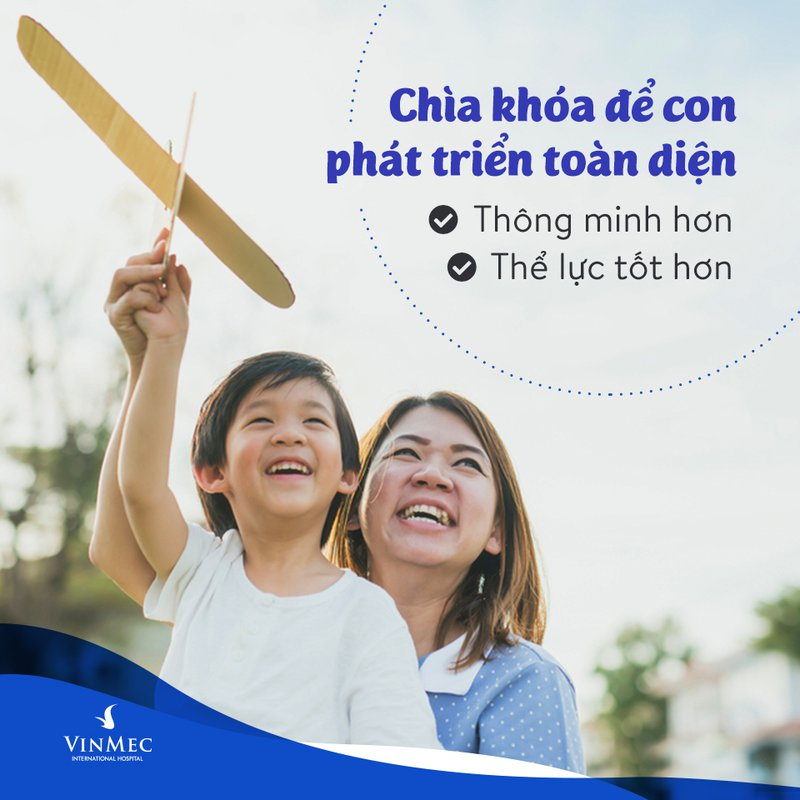 Chìa khóa để con
phát triển toàn diện
Thông minh hơn
Thể lực tốt hơn
VINMEC
INTERNATIONAL HOSPITAL